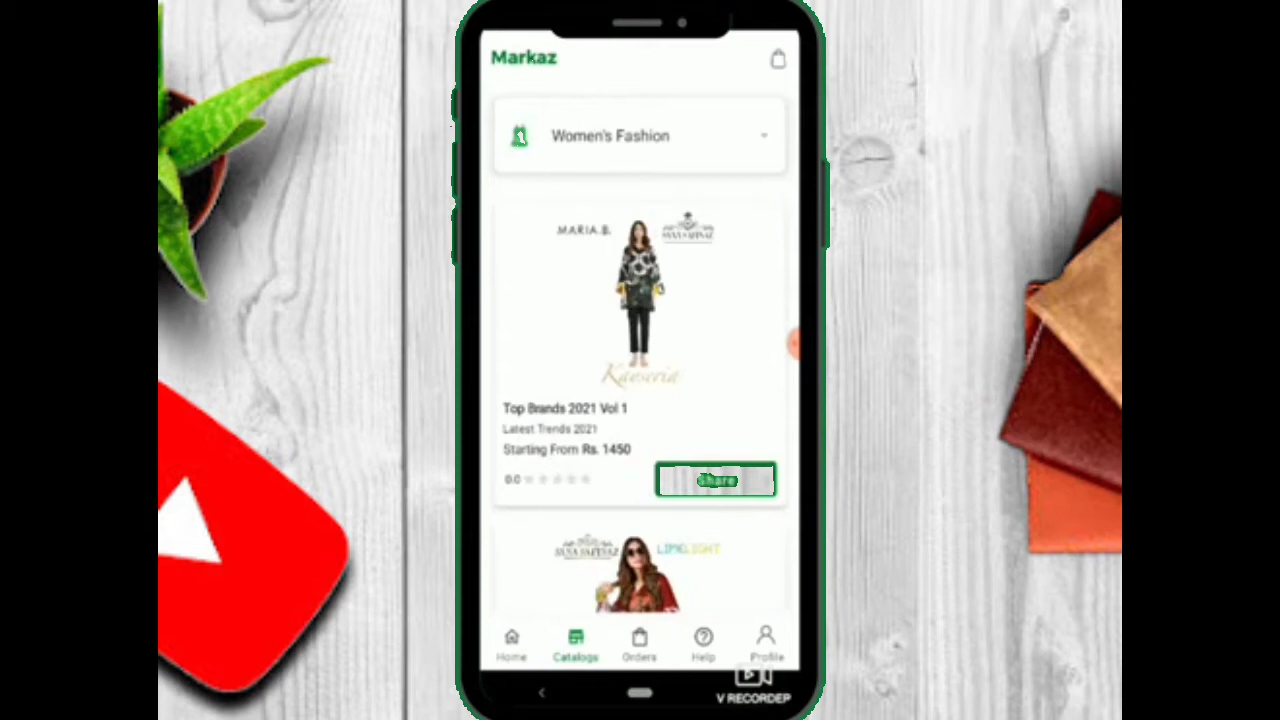 Markaz
Women's Fashion
MARIA.B.
Kanseria
Top Brands 2021 Vol 1
Latest Trends 2021
Starting From Rs. 1450
0.0
Share
LIMELIGHT
Home
Catalogs
Orders
Help
Profile
V RECORDER